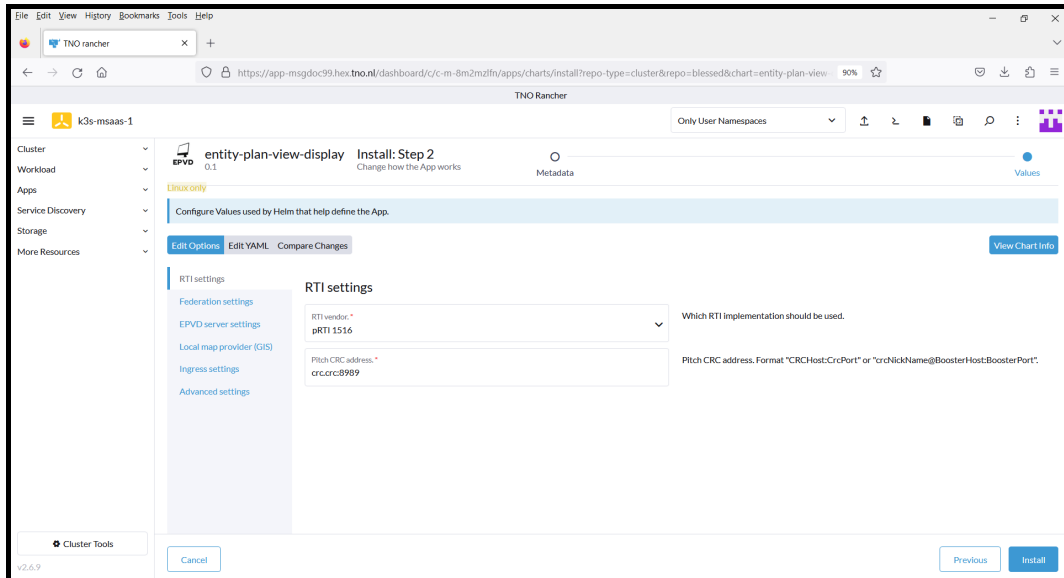 File Edit View History Bookmarks Tools Help
TNO rancher
https://app-msgdoc99.hex.tno.nl/dashboard/c/c-m-8m2mzlfn/apps/charts/install?repo-type=cluster&repo=blessed&chart=entity-plan-view- 90%
TNO Rancher
k3s-msaas-1
Only User Namespaces
Cluster
Workload
Apps
Service Discovery
Storage
More Resources
EPVD
entity-plan-view-display
0.1
Install: Step 2
Change how the App works
Metadata
Values
Linux only
Configure Values used by Helm that help define the App.
Edit Options Edit YAML Compare Changes
View Chart Info
RTI settings
Federation settings
EPVD server settings
Local map provider (GIS)
Ingress settings
Advanced settings
RTI settings
RTI vendor. *
pRTI 1516
Which RTI implementation should be used.
Pitch CRC address. *
crc.crc:8989
Pitch CRC address. Format "CRCHost:CrcPort" or "crcNickName@BoosterHost:BoosterPort".
Cluster Tools
v2.6.9
Cancel
Previous
Install